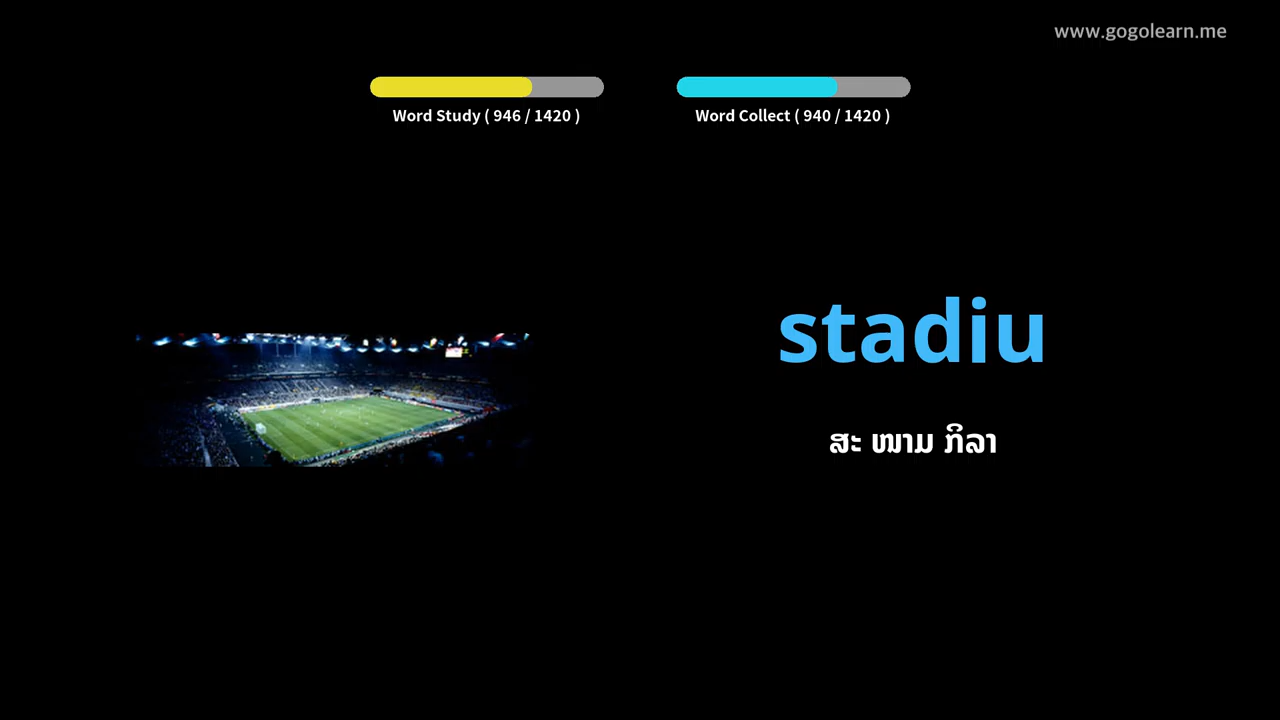 www.gogolearn.me
Word Study ( 946 / 1420 )
Word Collect ( 940 / 1420 )
stadiu
ສະ ໜາມ ກິລາ